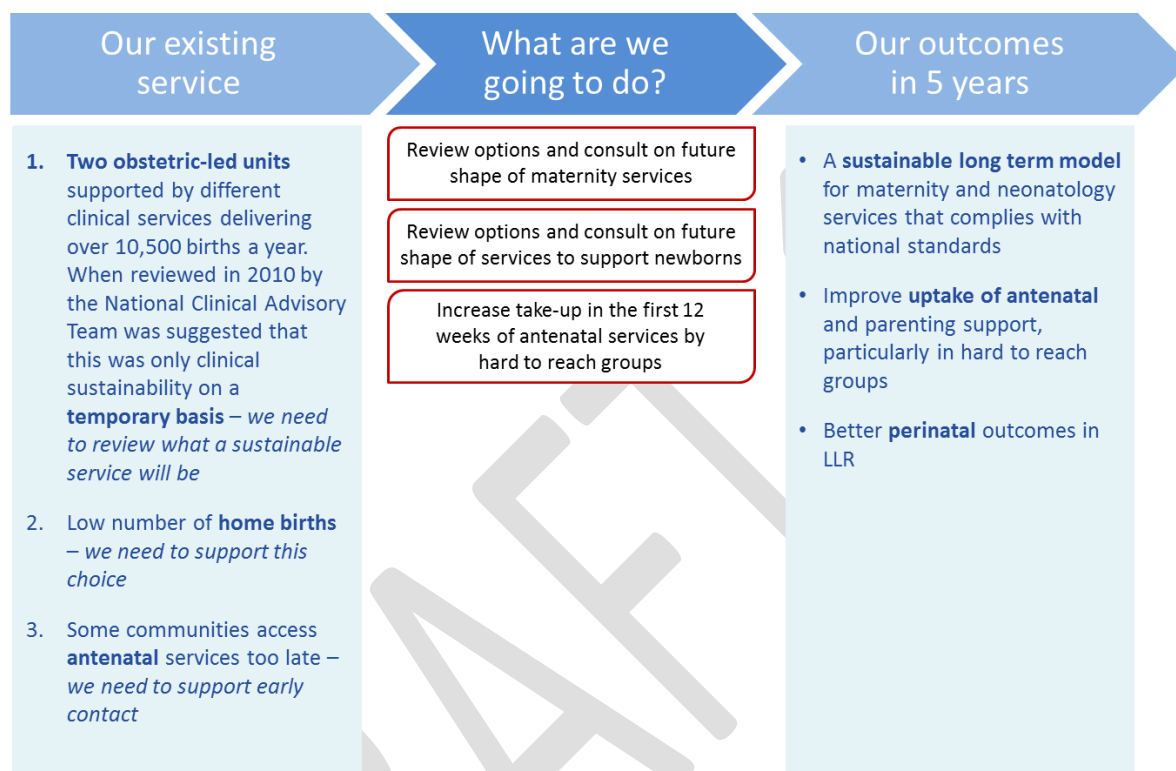 Our existing
service
What are we
going to do?
Our outcomes
in 5 years
1. Two obstetric-led units
supported by different
clinical services delivering
over 10,500 births a year.
When reviewed in 2010 by
the National Clinical Advisory
Team was suggested that
this was only clinical
sustainability on a
temporary basis – we need
to review what a sustainable
service will be
2. Low number of home births
– we need to support this
choice
3. Some communities access
antenatal services too late –
we need to support early
contact
Review options and consult on future
shape of maternity services
Review options and consult on future
shape of services to support newborns
Increase take-up in the first 12
weeks of antenatal services by
hard to reach groups
• A sustainable long term model
for maternity and neonatology
services that complies with
national standards
• Improve uptake of antenatal
and parenting support,
particularly in hard to reach
groups
• Better perinatal outcomes in
LLR
DRAFT